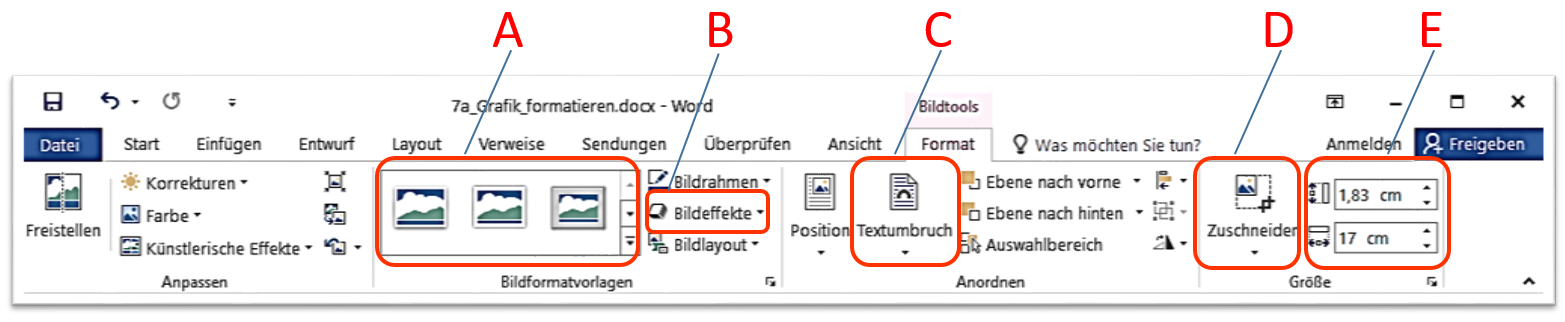 A B C D E
7a_Grafik_formatieren.docx - Word Bildtools
Datei Start Einfügen Entwurf Layout Verweise Sendungen Überprüfen Ansicht Format Was möchten Sie tun? Anmelden Freigeben
Freistellen
Korrekturen
Farbe
Künstlerische Effekte
Anpassen
Bildrahmen
Bildeffekte
Bildlayout
Bildformatvorlagen
Position
Textumbruch
Ebene nach vorne
Ebene nach hinten
Auswahlbereich
Anordnen
Zuschneiden
1,83 cm
17 cm
Größe